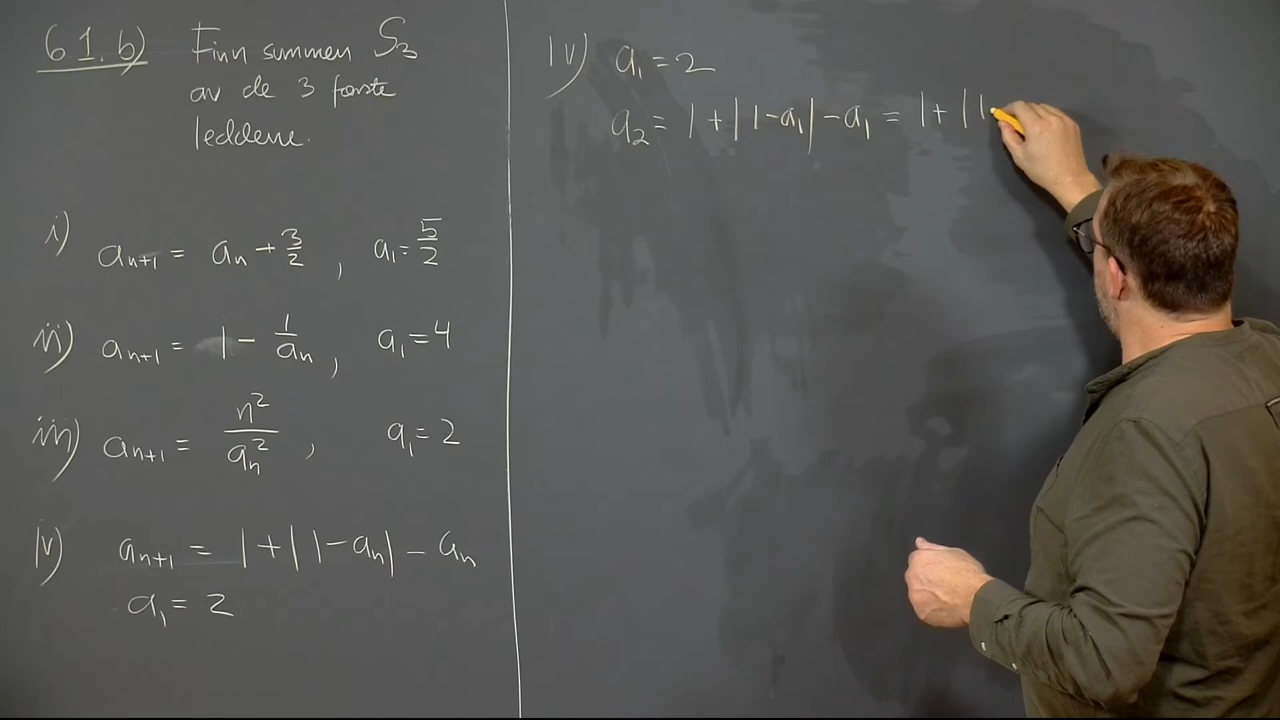 6.1.b) Finn summen S₃
av de 3 første
leddene.
i) aₙ₊₁ = aₙ + 3/2 , a₁ = 5/2
ii) aₙ₊₁ = 1 - 1/aₙ , a₁ = 4
iii) aₙ₊₁ = n²/aₙ² , a₁ = 2
iv) aₙ₊₁ = 1 + |1 - aₙ| - aₙ
a₁ = 2
iv) a₁ = 2
a₂ = 1 + |1 - a₁| - a₁ = 1 + |1